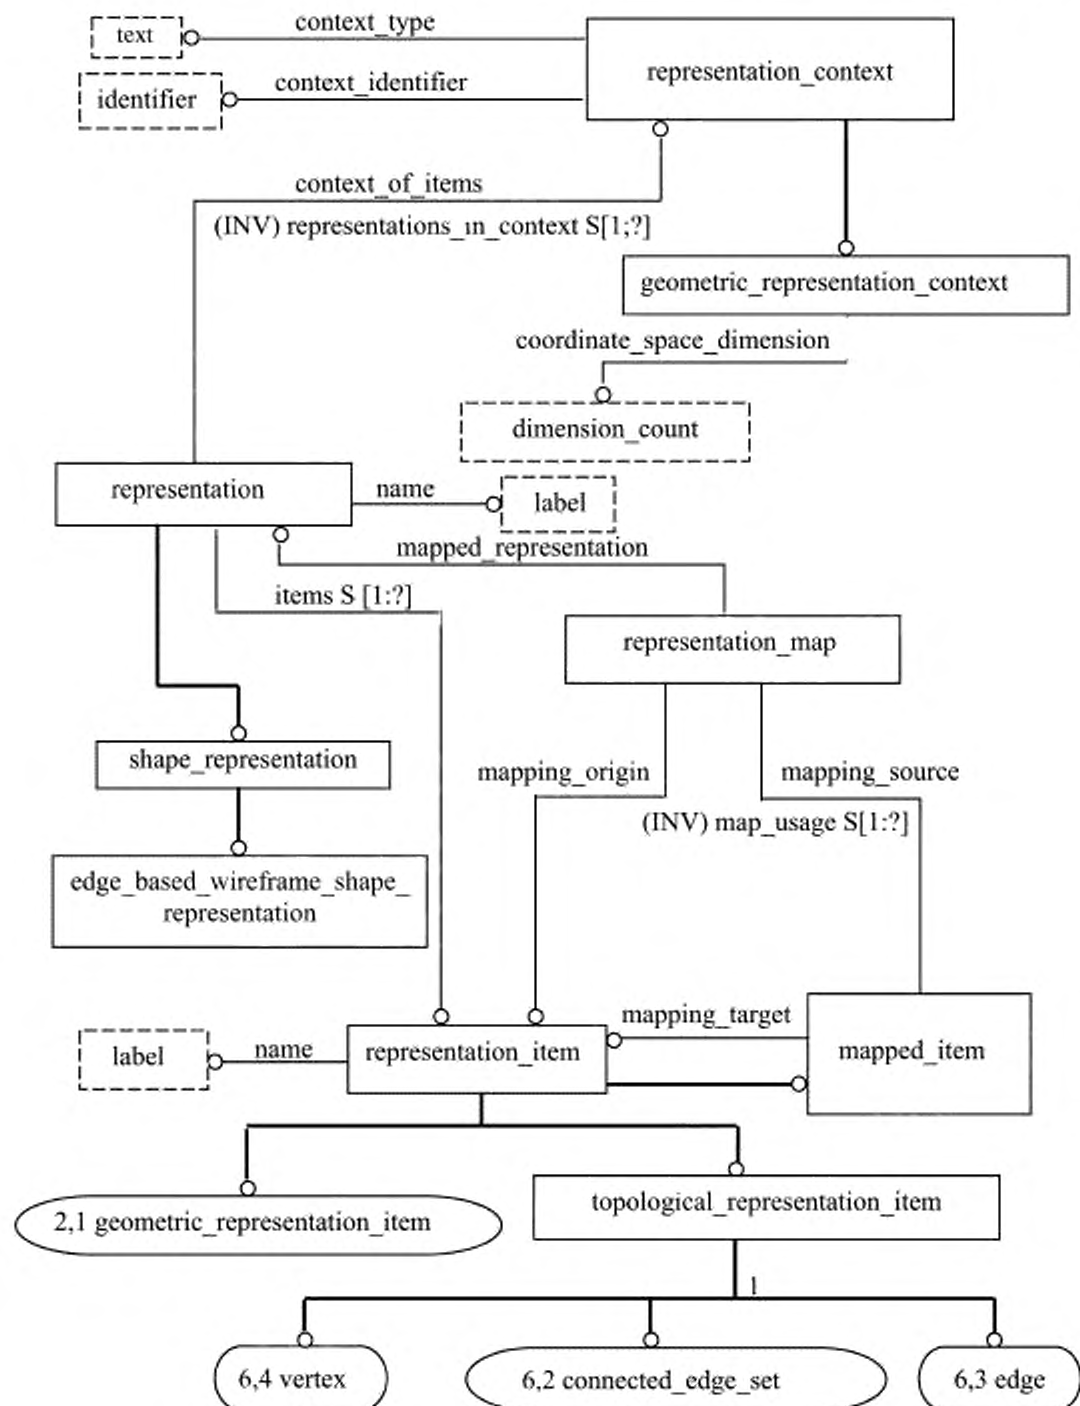 context_type
text
representation_context
context_identifier
identifier
context_of_items
(INV) representations_in_context S[1;?]
geometric_representation_context
coordinate_space_dimension
dimension_count
representation
name
label
mapped_representation
items S [1:?]
representation_map
shape_representation
mapping_origin
mapping_source
(INV) map_usage S[1:?]
edge_based_wireframe_shape_
representation
mapping_target
label
name
representation_item
mapped_item
2,1 geometric_representation_item
topological_representation_item
1
6,4 vertex
6,2 connected_edge_set
6,3 edge